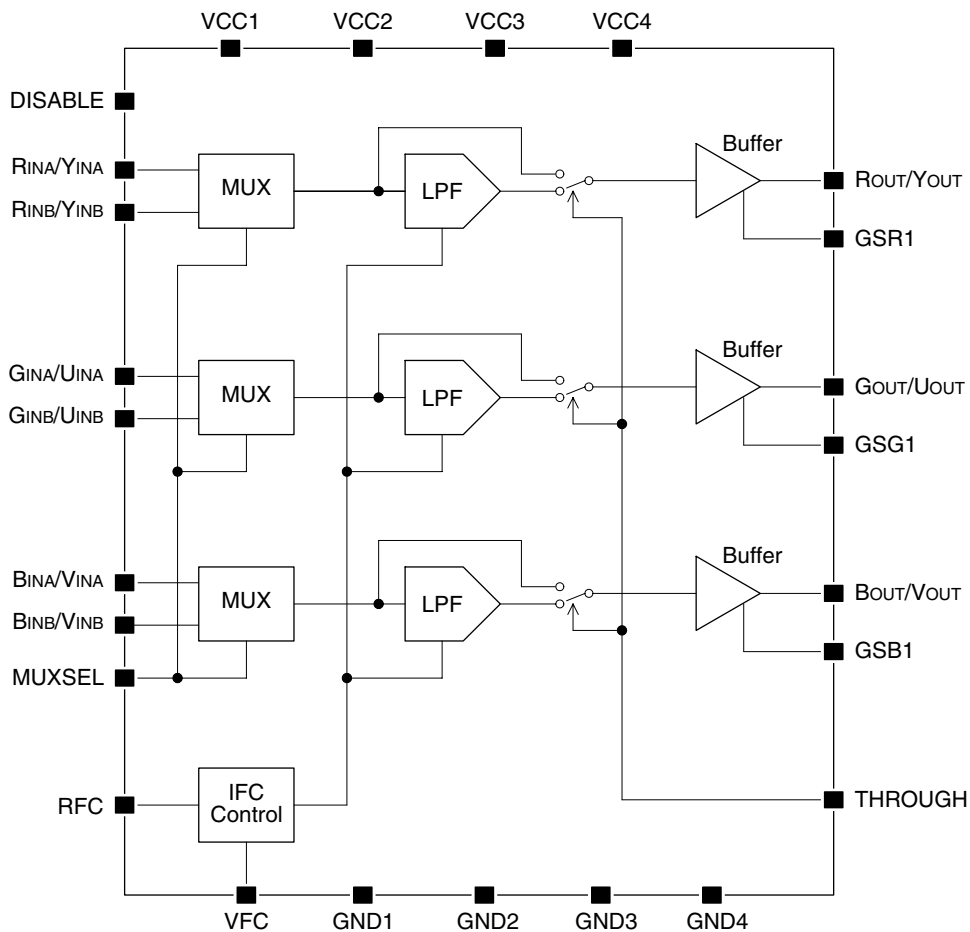 VCC1
VCC2
VCC3
VCC4
DISABLE
RINA/YINA
RINB/YINB
MUX
LPF
Buffer
ROUT/YOUT
GSR1
GINA/UINA
GINB/UINB
MUX
LPF
Buffer
GOUT/UOUT
GSG1
BINA/VINA
BINB/VINB
MUX
LPF
Buffer
BOUT/VOUT
GSB1
MUXSEL
RFC
IFC
Control
THROUGH
VFC
GND1
GND2
GND3
GND4